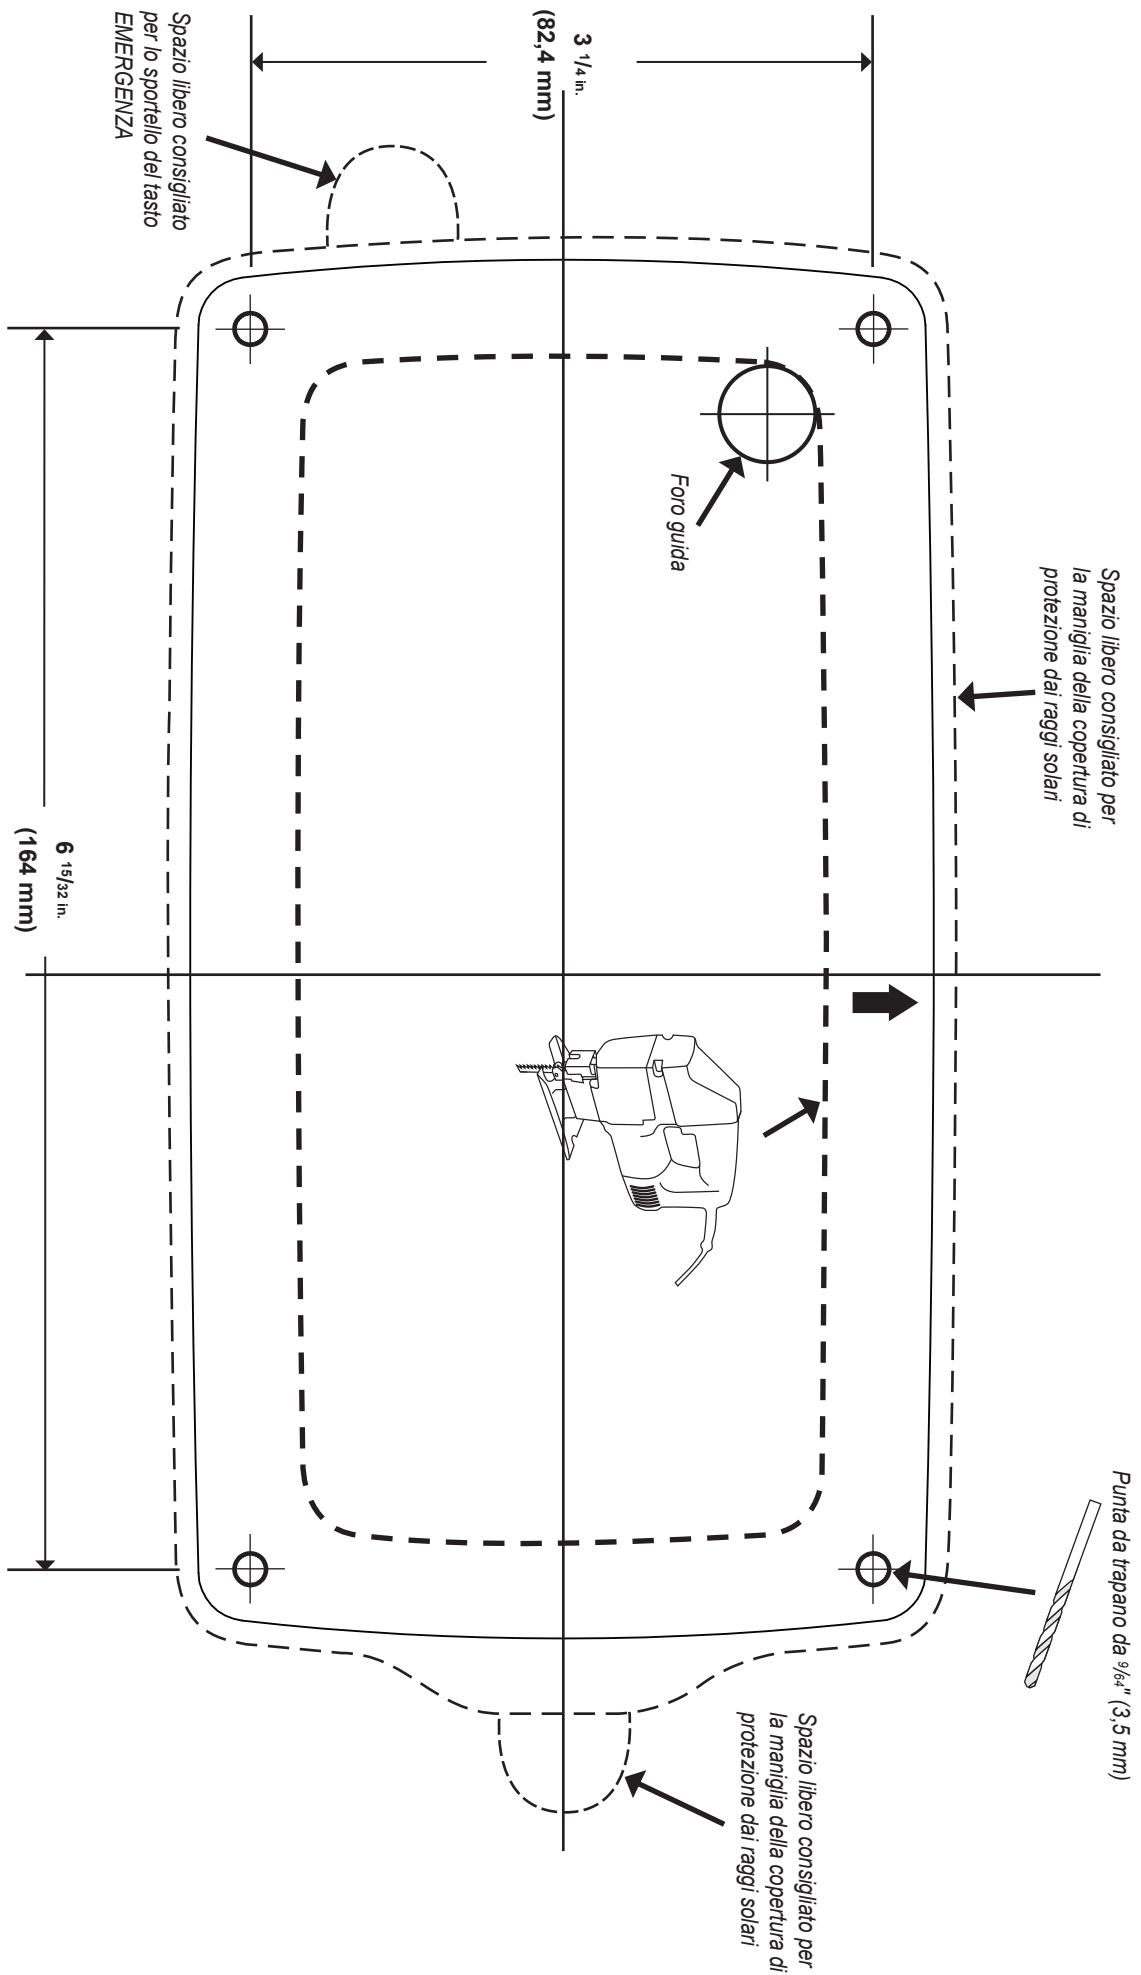 Spazio libero consigliato per
la maniglia della copertura di
protezione dai raggi solari
Punta da trapano da 9/64" (3,5 mm)
Spazio libero consigliato per
la maniglia della copertura di
protezione dai raggi solari
Foro guida
3 1/4 in.
(82,4 mm)
Spazio libero consigliato
per lo sportello del tasto
EMERGENZA
6 15/32 in.
(164 mm)